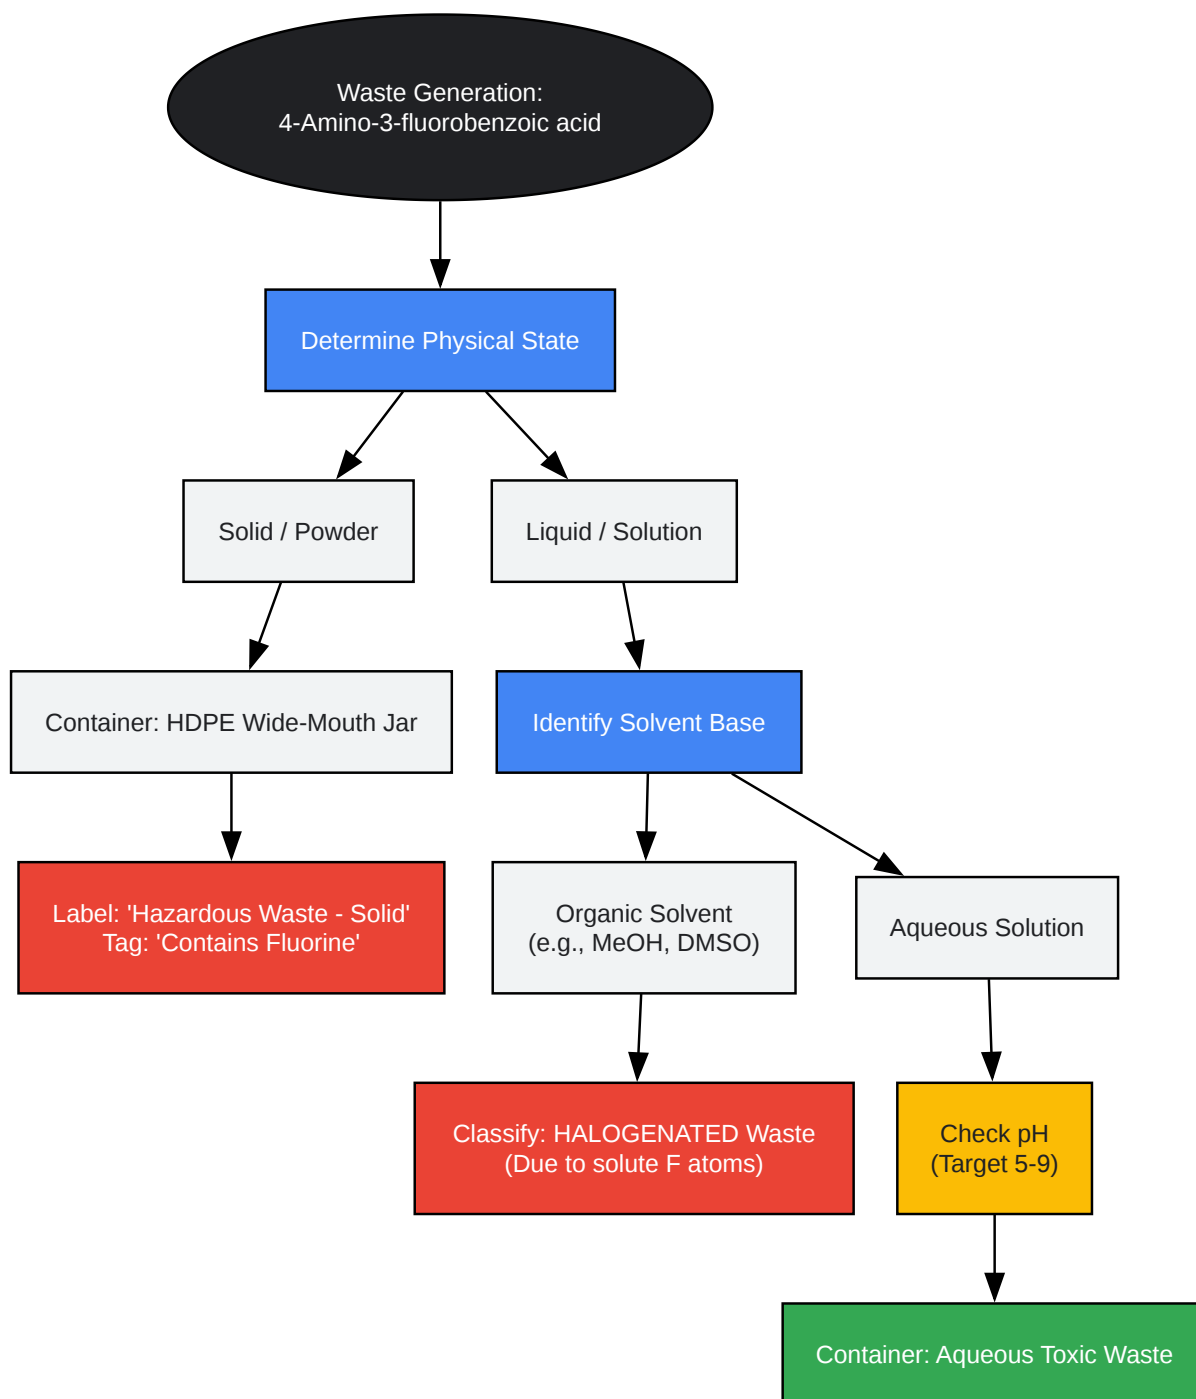 Waste Generation:
4-Amino-3-fluorobenzoic acid
Determine Physical State
Solid / Powder
Liquid / Solution
Container: HDPE Wide-Mouth Jar
Identify Solvent Base
Label: 'Hazardous Waste - Solid'
Tag: 'Contains Fluorine'
Organic Solvent
(e.g., MeOH, DMSO)
Aqueous Solution
Classify: HALOGENATED Waste
(Due to solute F atoms)
Check pH
(Target 5-9)
Container: Aqueous Toxic Waste